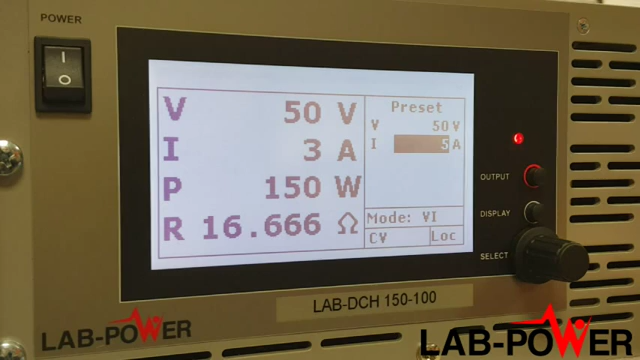 POWER
I
O
V 50 V
I 3 A
P 150 W
R 16.666 Ω
Preset
V 50 V
I 5 A
Mode: VI
CV Loc
OUTPUT
DISPLAY
SELECT
LAB-DCH 150-100
LAB-POWER
LAB-POWER